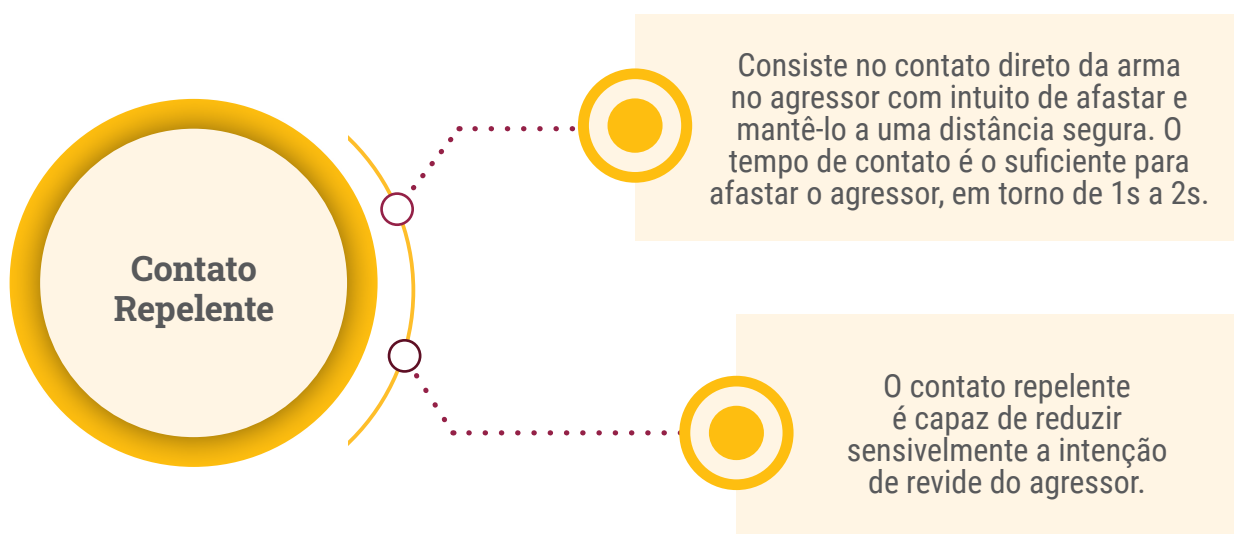 Contato
Repelente
Consiste no contato direto da arma
no agressor com intuito de afastar e
mantê-lo a uma distância segura. O
tempo de contato é o suficiente para
afastar o agressor, em torno de 1s a 2s.
O contato repelente
é capaz de reduzir
sensivelmente a intenção
de revide do agressor.